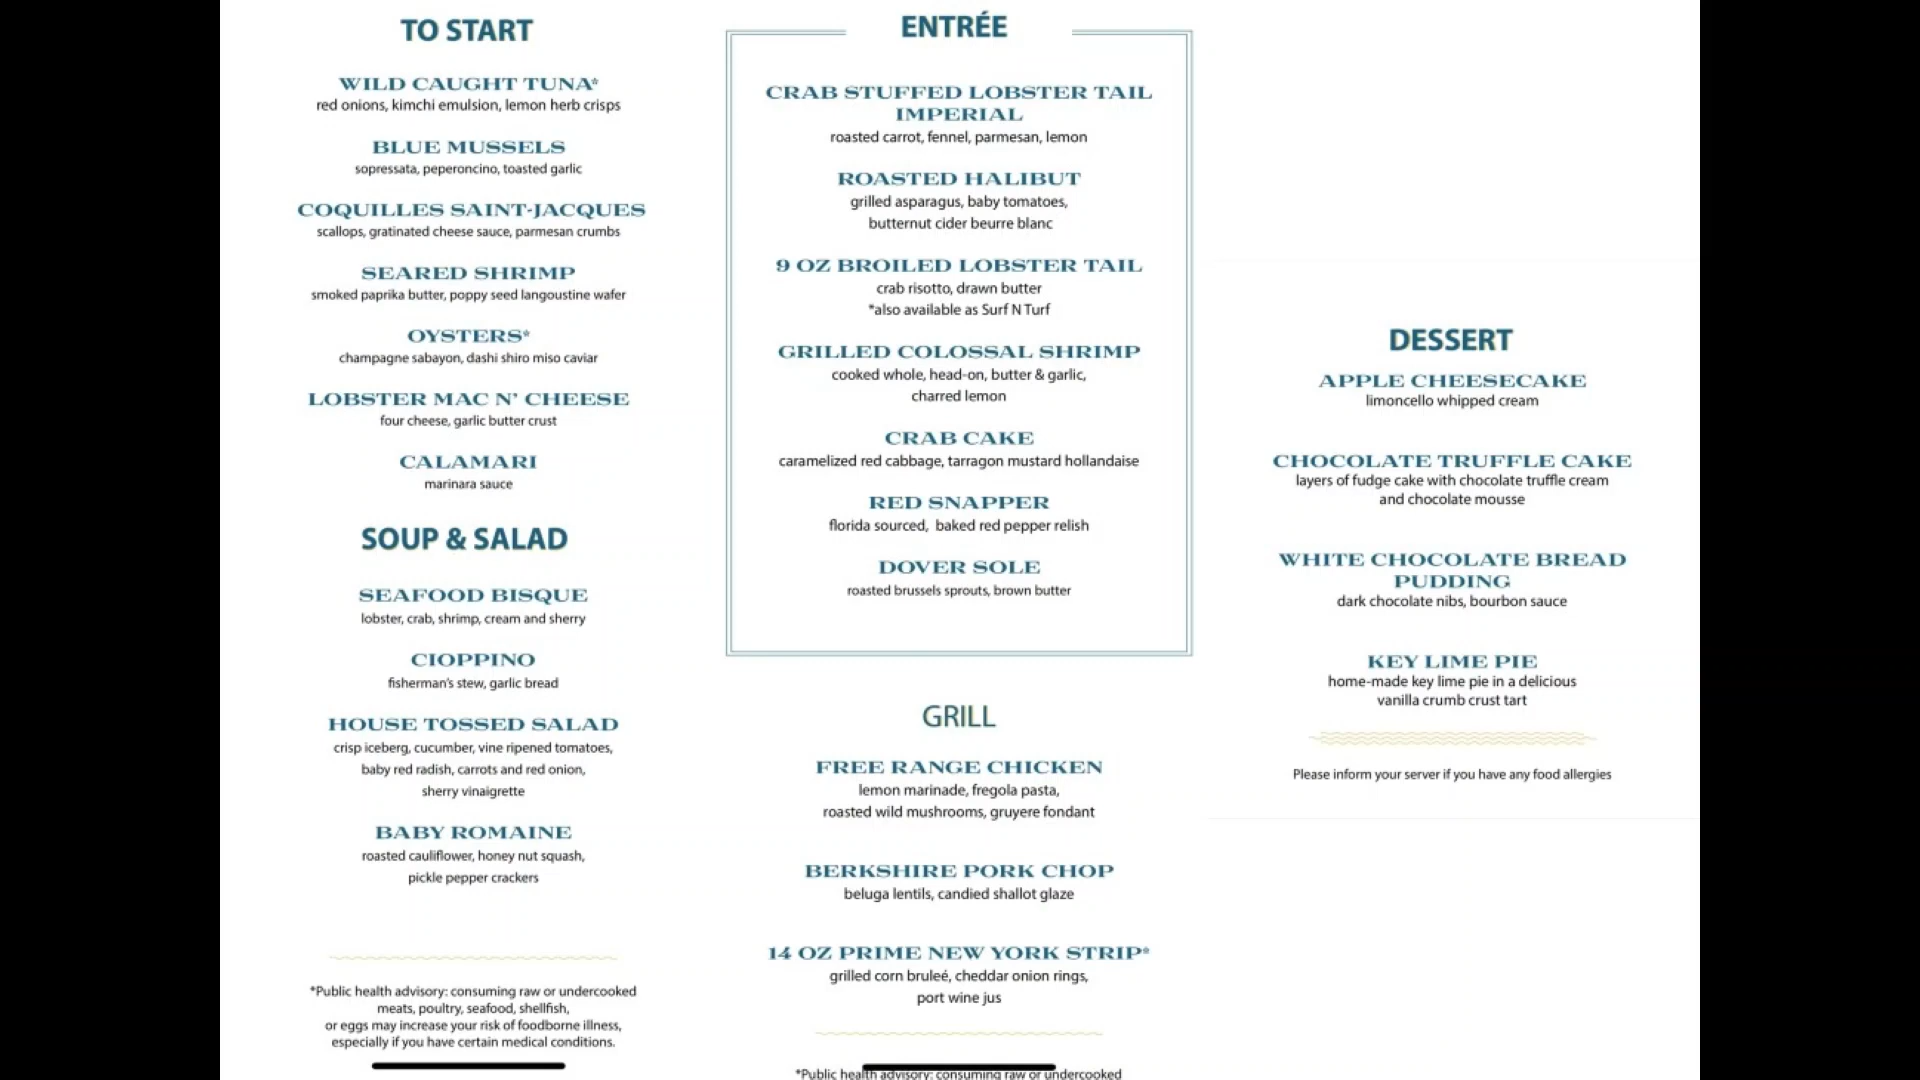 TO START
WILD CAUGHT TUNA*
red onions, kimchi emulsion, lemon herb crisps
BLUE MUSSELS
sopressata, peperoncino, toasted garlic
COQUILLES SAINT-JACQUES
scallops, gratinated cheese sauce, parmesan crumbs
SEARED SHRIMP
smoked paprika butter, poppy seed langoustine wafer
OYSTERS*
champagne sabayon, dashi shiro miso caviar
LOBSTER MAC N' CHEESE
four cheese, garlic butter crust
CALAMARI
marinara sauce
SOUP & SALAD
SEAFOOD BISQUE
lobster, crab, shrimp, cream and sherry
CIOPPINO
fisherman's stew, garlic bread
HOUSE TOSSED SALAD
crisp iceberg, cucumber, vine ripened tomatoes,
baby red radish, carrots and red onion,
sherry vinaigrette
BABY ROMAINE
roasted cauliflower, honey nut squash,
pickle pepper crackers
*Public health advisory: consuming raw or undercooked
meats, poultry, seafood, shellfish,
or eggs may increase your risk of foodborne illness,
especially if you have certain medical conditions.
ENTRÉE
CRAB STUFFED LOBSTER TAIL
IMPERIAL
roasted carrot, fennel, parmesan, lemon
ROASTED HALIBUT
grilled asparagus, baby tomatoes,
butternut cider beurre blanc
9 OZ BROILED LOBSTER TAIL
crab risotto, drawn butter
*also available as Surf N Turf
GRILLED COLOSSAL SHRIMP
cooked whole, head-on, butter & garlic,
charred lemon
CRAB CAKE
caramelized red cabbage, tarragon mustard hollandaise
RED SNAPPER
florida sourced, baked red pepper relish
DOVER SOLE
roasted brussels sprouts, brown butter
GRILL
FREE RANGE CHICKEN
lemon marinade, fregola pasta,
roasted wild mushrooms, gruyere fondant
BERKSHIRE PORK CHOP
beluga lentils, candied shallot glaze
14 OZ PRIME NEW YORK STRIP*
grilled corn bruleé, cheddar onion rings,
port wine jus
*Public health advisory: consuming raw or undercooked
DESSERT
APPLE CHEESECAKE
limoncello whipped cream
CHOCOLATE TRUFFLE CAKE
layers of fudge cake with chocolate truffle cream
and chocolate mousse
WHITE CHOCOLATE BREAD
PUDDING
dark chocolate nibs, bourbon sauce
KEY LIME PIE
home-made key lime pie in a delicious
vanilla crumb crust tart
Please inform your server if you have any food allergies